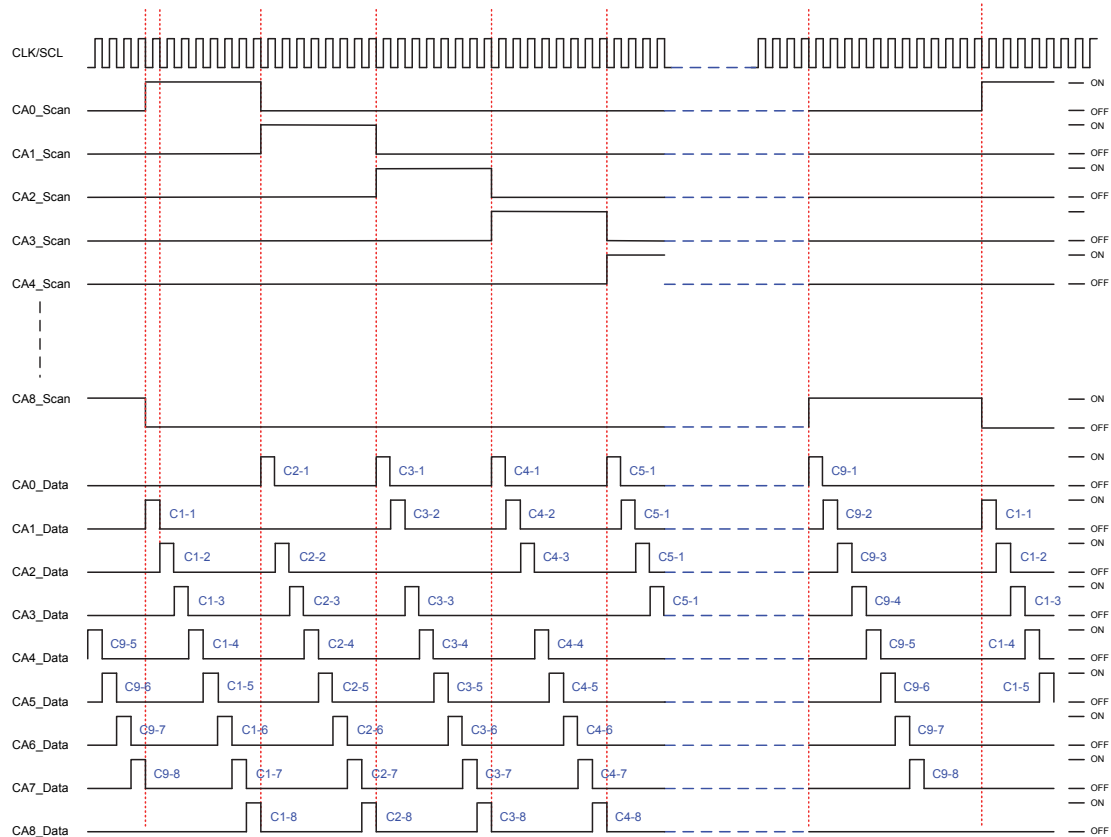 CLK/SCL
ON
CA0_Scan OFF
ON
CA1_Scan OFF
ON
CA2_Scan OFF
CA3_Scan OFF
ON
CA4_Scan OFF
CA8_Scan ON
OFF
ON
C2-1 C3-1 C4-1 C5-1 C9-1
CA0_Data OFF
ON
C1-1 C3-2 C4-2 C5-1 C9-2 C1-1
CA1_Data OFF
ON
C1-2 C2-2 C4-3 C5-1 C9-3 C1-2
CA2_Data OFF
ON
C1-3 C2-3 C3-3 C5-1 C9-4 C1-3
CA3_Data OFF
ON
C9-5 C1-4 C2-4 C3-4 C4-4 C9-5 C1-4
CA4_Data OFF
ON
C9-6 C1-5 C2-5 C3-5 C4-5 C9-6 C1-5
CA5_Data OFF
ON
C9-7 C1-6 C2-6 C3-6 C4-6 C9-7
CA6_Data OFF
ON
C9-8 C1-7 C2-7 C3-7 C4-7 C9-8
CA7_Data OFF
ON
C1-8 C2-8 C3-8 C4-8
CA8_Data OFF